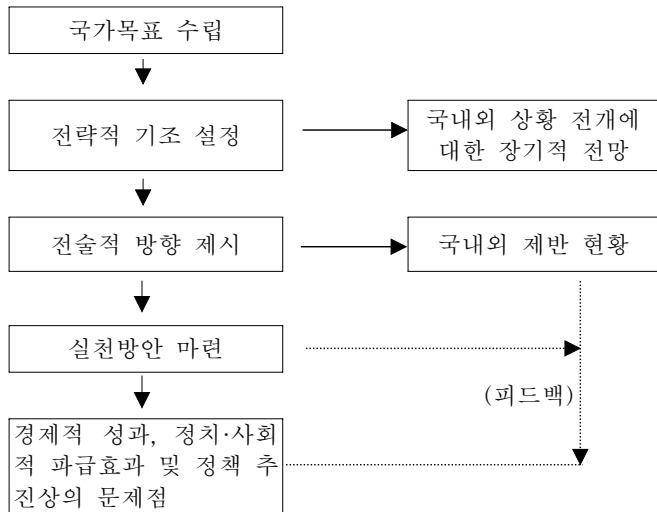 국가목표 수립
전략적 기조 설정
국내외 상황 전개에
대한 장기적 전망
전술적 방향 제시
국내외 제반 현황
실천방안 마련
(피드백)
경제적 성과, 정치·사회
적 파급효과 및 정책 추
진상의 문제점